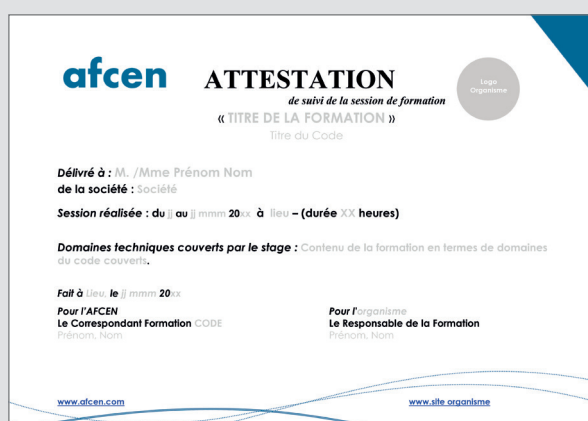 afcen
ATTESTATION
Logo
Organisme
de suivi de la session de formation
« TITRE DE LA FORMATION »
Titre du Code
Délivré à : M. /Mme Prénom Nom
de la société : Société
Session réalisée : du jj au jj mmm 20xx à lieu – (durée XX heures)
Domaines techniques couverts par le stage : Contenu de la formation en termes de domaines
du code couverts.
Fait à Lieu, le jj mmm 20xx
Pour l'AFCEN
Le Correspondant Formation CODE
Prénom, Nom
Pour l'organisme
Le Responsable de la Formation
Prénom, Nom
www.afcen.com
www.site organisme